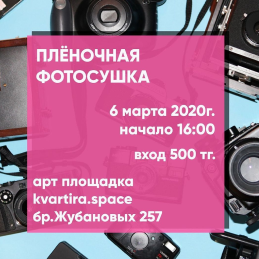 ПЛЁНОЧНАЯ
ФОТОСУШКА
6 марта 2020г.
начало 16:00
вход 500 тг.
арт площадка
kvartira.space
бр.Жубановых 257